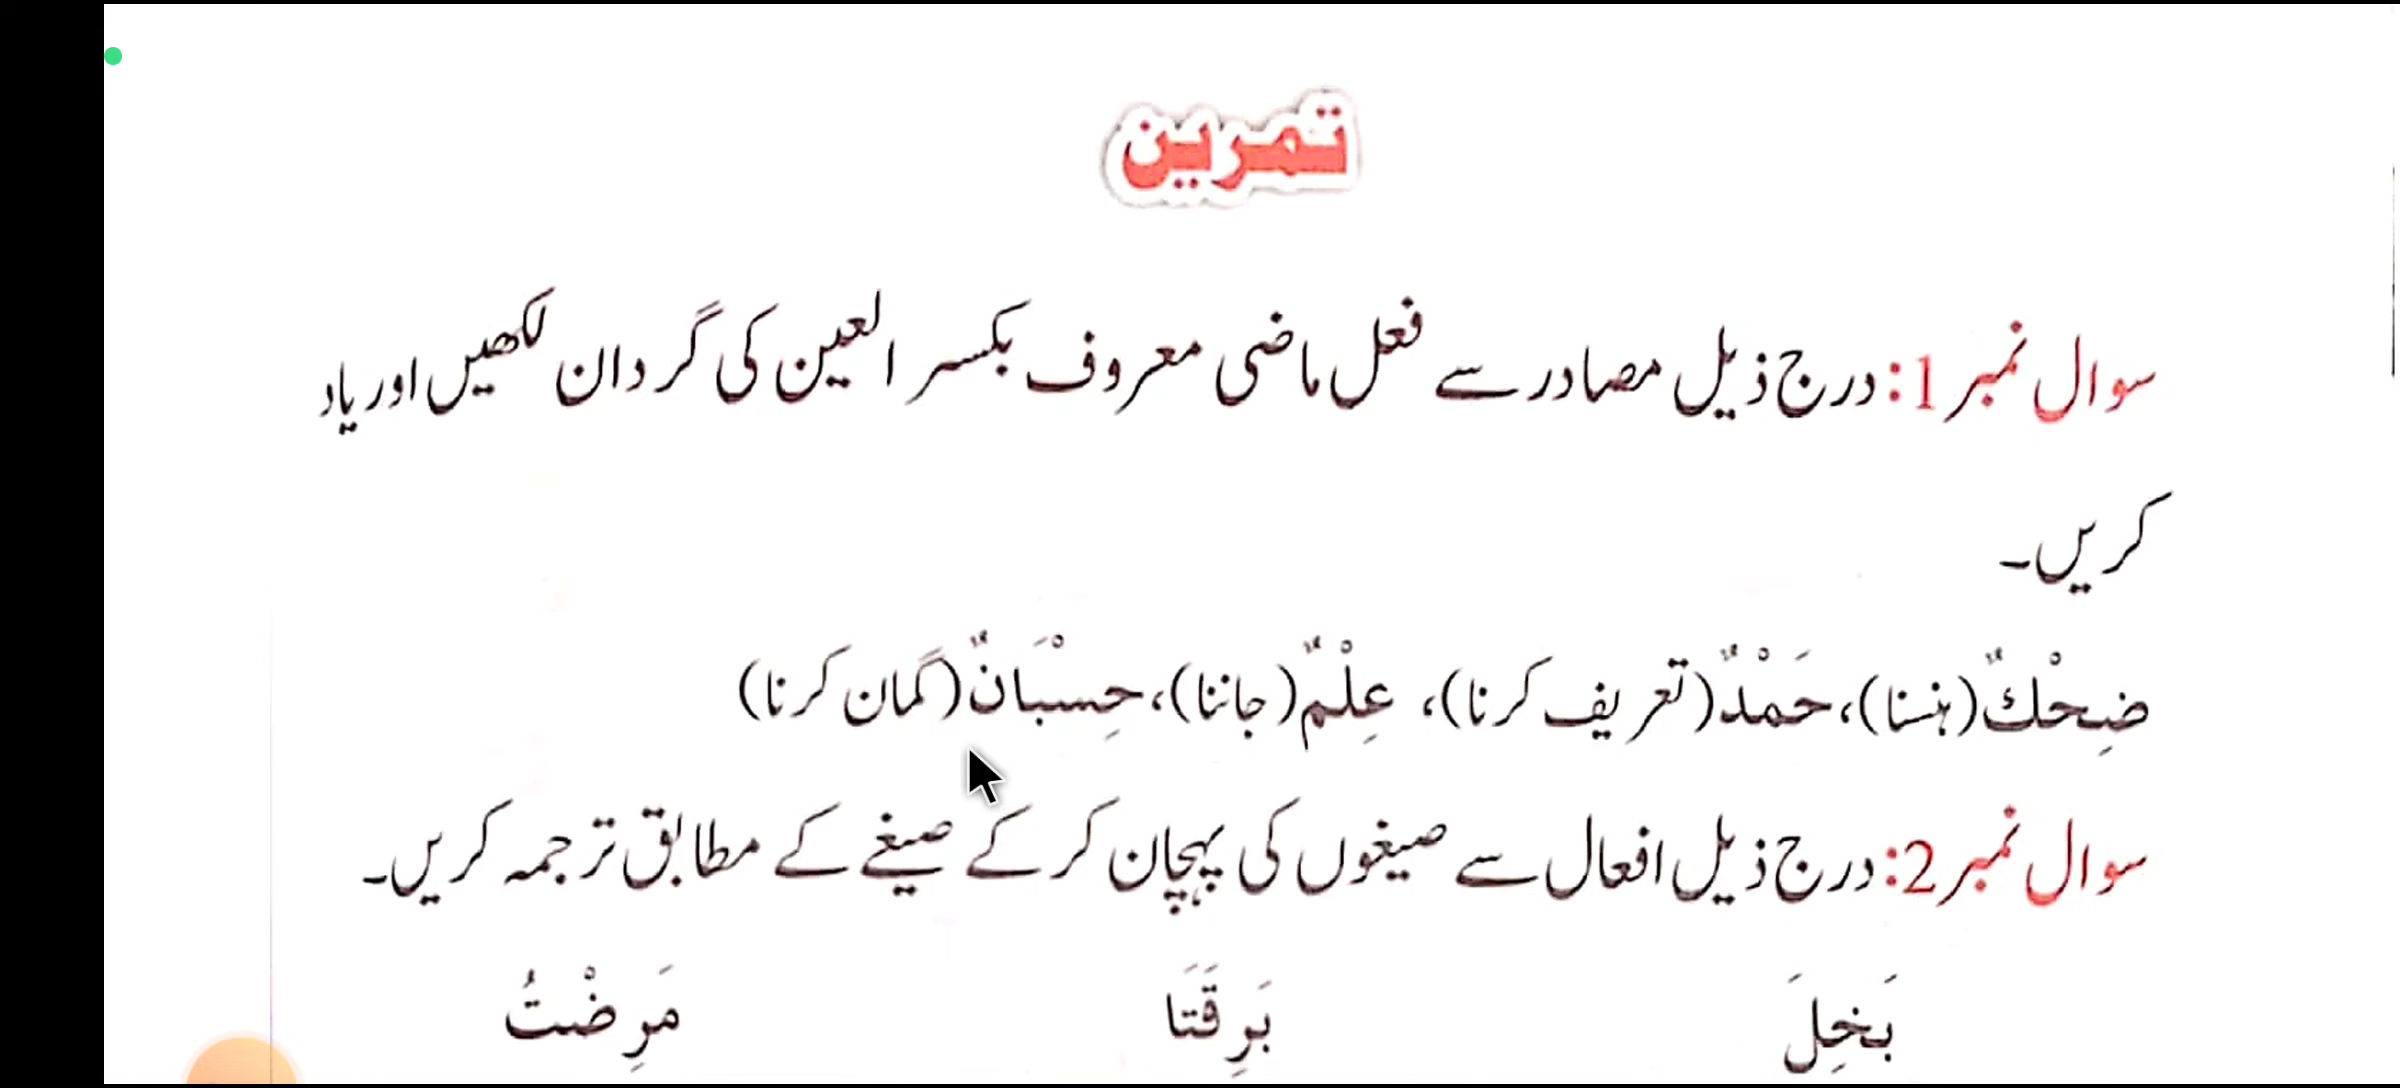 تمرین
سوال نمبر 1: درج ذیل مصادر سے فعل ماضی معروف بکسر العین کی گردان لکھیں اور یاد
کریں۔
ضِحْكٌ (ہنسنا)، حَمْدٌ (تعریف کرنا)، عِلْمٌ (جاننا)، حِسْبَانٌ (گمان کرنا)
سوال نمبر 2: درج ذیل افعال سے صیغوں کی پہچان کر کے صیغے کے مطابق ترجمہ کریں۔
بَخِلَ بَرِقَتَا مَرِضْتُ